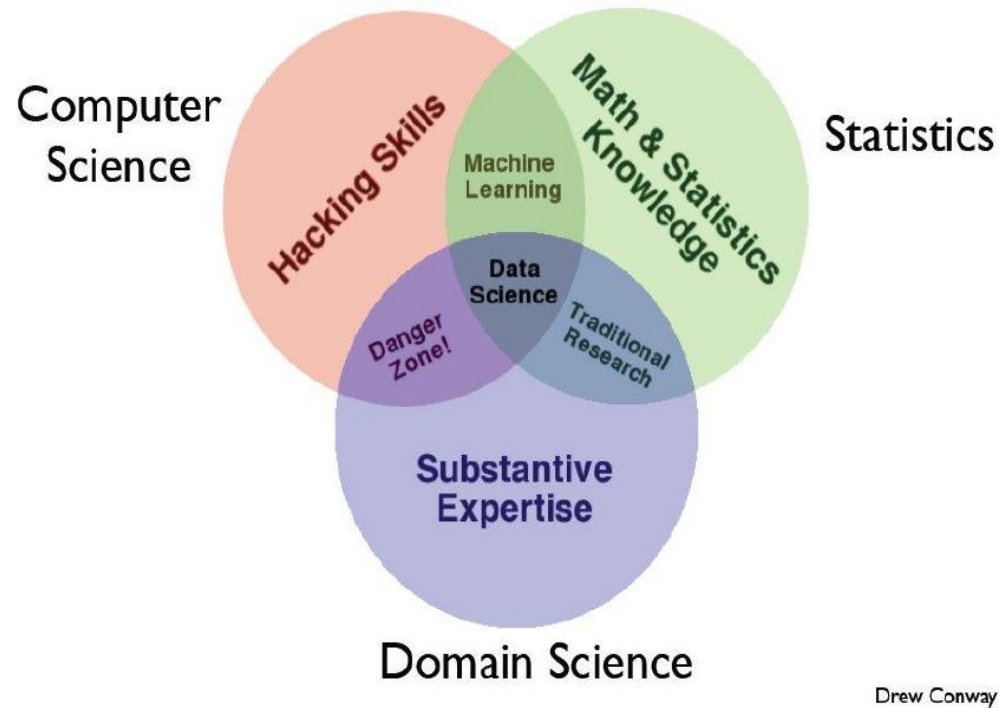 Computer
Science
Hacking Skills
Machine
Learning
Math & Statistics
Knowledge
Statistics
Data
Science
Danger
Zone!
Traditional
Research
Substantive
Expertise
Domain Science
Drew Conway